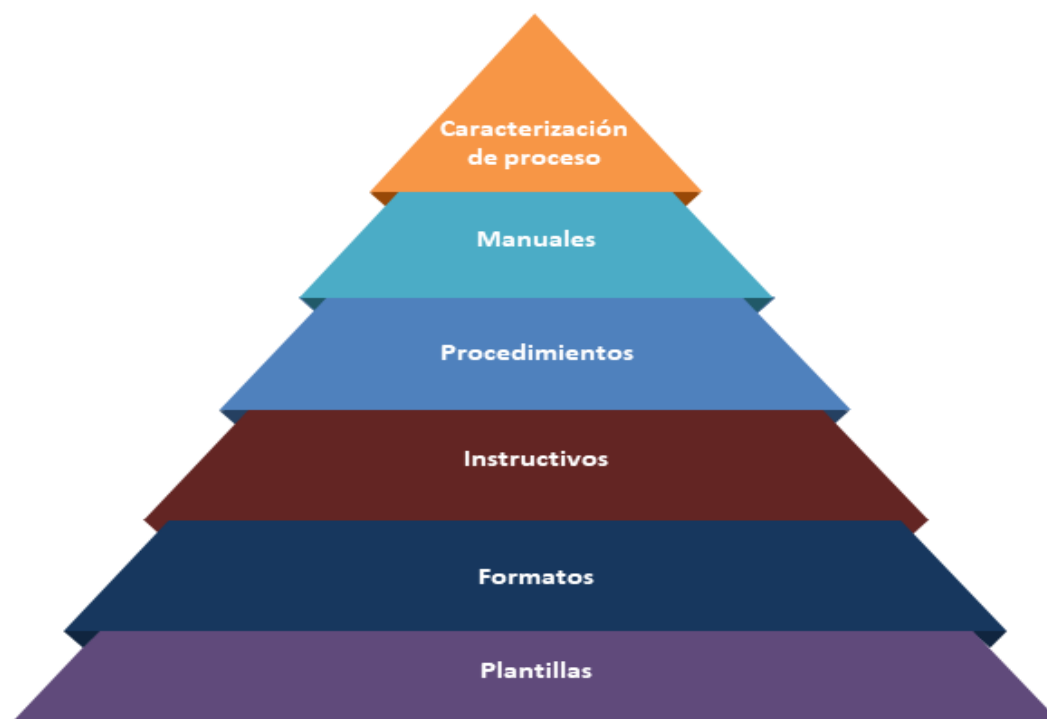 Caracterización
de proceso
Manuales
Procedimientos
Instructivos
Formatos
Plantillas